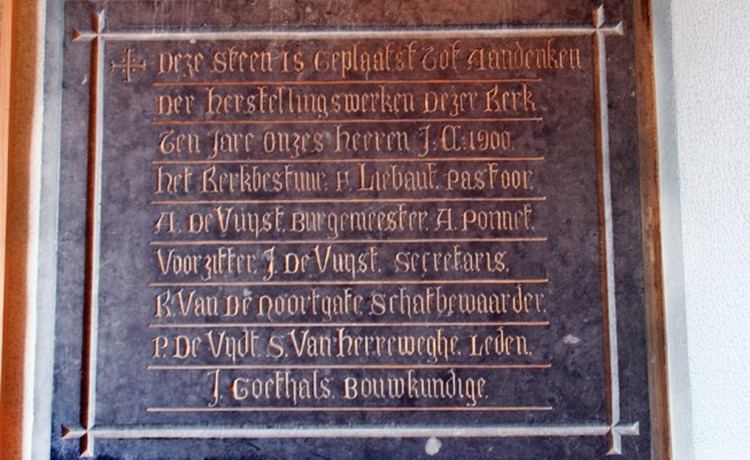 Deze Steen is Geplaatst Tot Aandenken
Der Herstellingswerken Dezer Kerk
Ten Jare Onzes Heeren J. C: 1900.
Het Kerkbestuur: P. Liebaut. Pastoor.
A. De Vuyst. Burgemeester. A. Ponnet.
Voorzitter. J. De Vuyst. Secretaris.
R. Van De Noortgate. Schatbewaarder.
P. De Vydt. S. Van Herreweghe. Leden.
J. Goethals. Bouwkundige.